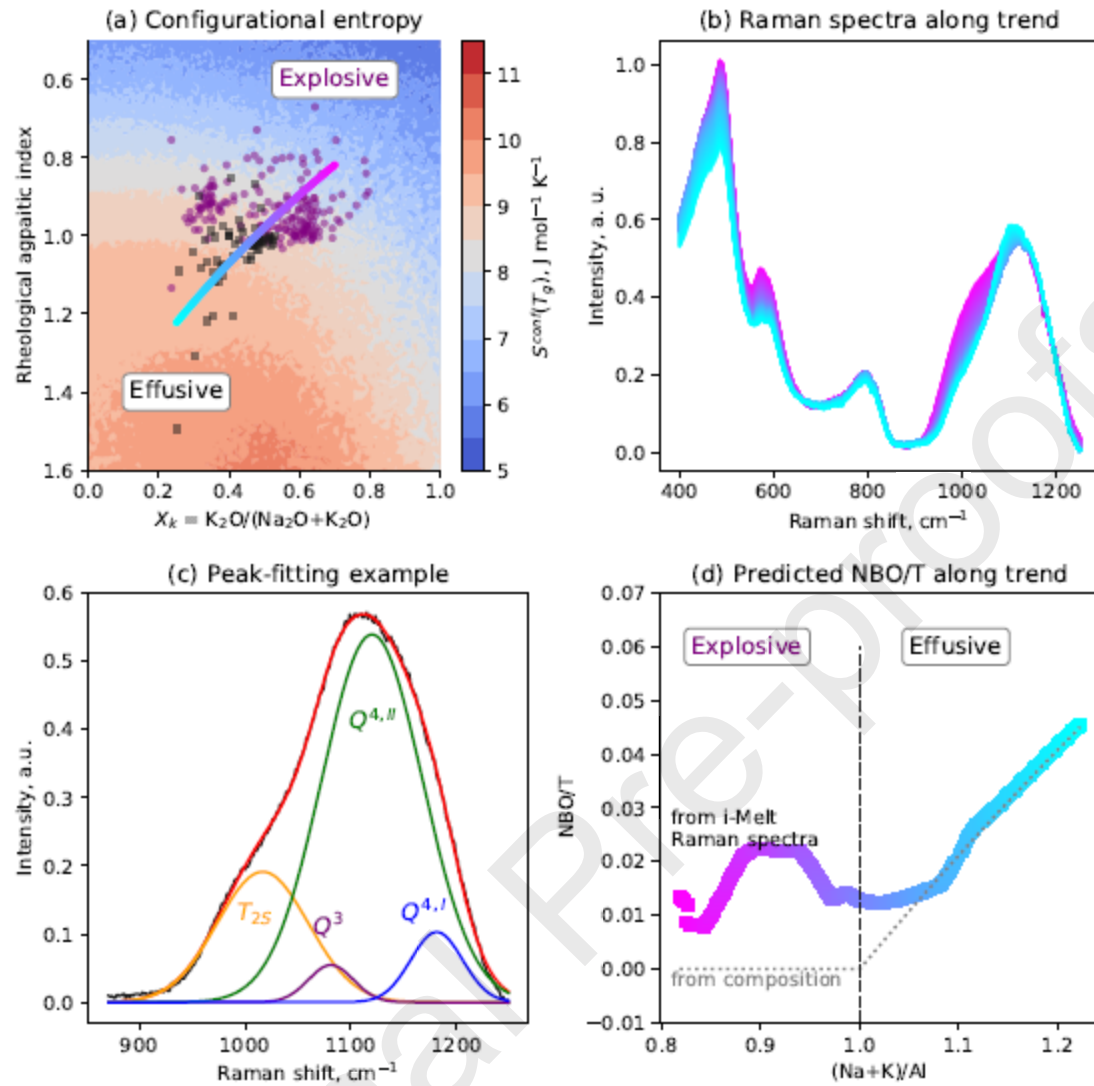 (a) Configurational entropy
Explosive
Effusive
Rheological agpaitic index
0.6
0.8
1.0
1.2
1.4
1.6
0.0 0.2 0.4 0.6 0.8 1.0
X_k = K₂O/(Na₂O+K₂O)
11
10
9
8
7
6
5
S^conf(T_g), J mol⁻¹ K⁻¹
(b) Raman spectra along trend
Intensity, a. u.
1.0
0.8
0.6
0.4
0.2
0.0
400 600 800 1000 1200
Raman shift, cm⁻¹
(c) Peak-fitting example
Intensity, a.u.
0.6
0.5
0.4
0.3
0.2
0.1
0.0
Q^4,II
T_2S
Q³
Q^4,I
900 1000 1100 1200
Raman shift, cm⁻¹
(d) Predicted NBO/T along trend
NBO/T
0.07
0.06
0.05
0.04
0.03
0.02
0.01
0.00
−0.01
Explosive
Effusive
from i-Melt
Raman spectra
from composition
0.8 0.9 1.0 1.1 1.2
(Na+K)/Al
al Pre-proofs